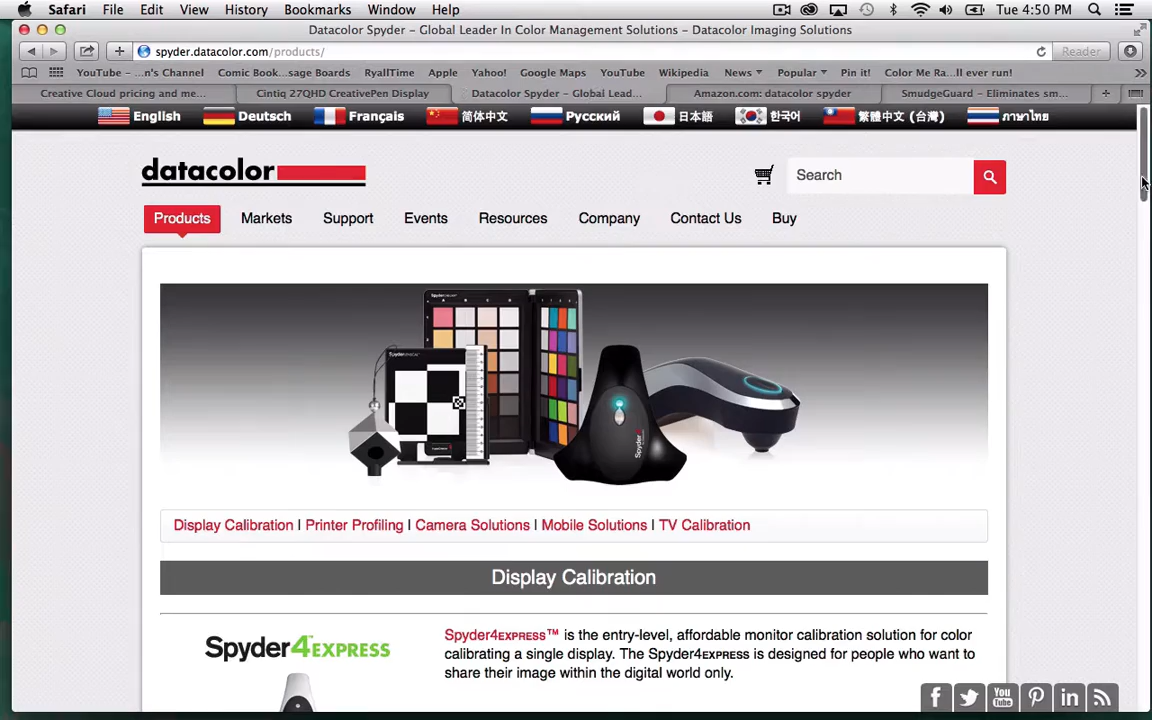 Safari File Edit View History Bookmarks Window Help Tue 4:50 PM
Datacolor Spyder – Global Leader In Color Management Solutions – Datacolor Imaging Solutions
spyder.datacolor.com/products/ Reader
YouTube – ...n's Channel Comic Book...sage Boards RyallTime Apple Yahoo! Google Maps YouTube Wikipedia News Popular Pin it! Color Me Ra...ll ever run!
Creative Cloud pricing and me... Cintiq 27QHD CreativePen Display Datacolor Spyder – Global Lead... Amazon.com: datacolor spyder SmudgeGuard – Eliminates sm...
English Deutsch Français 简体中文 Русский 日本語 한국어 繁體中文 (台灣) ภาษาไทย
datacolor Search
Products Markets Support Events Resources Company Contact Us Buy
Spyder
Display Calibration I Printer Profiling I Camera Solutions I Mobile Solutions I TV Calibration
Display Calibration
Spyder4EXPRESS™ is the entry-level, affordable monitor calibration solution for color
Spyder4™EXPRESS
calibrating a single display. The Spyder4EXPRESS is designed for people who want to
share their image within the digital world only.
You Tube